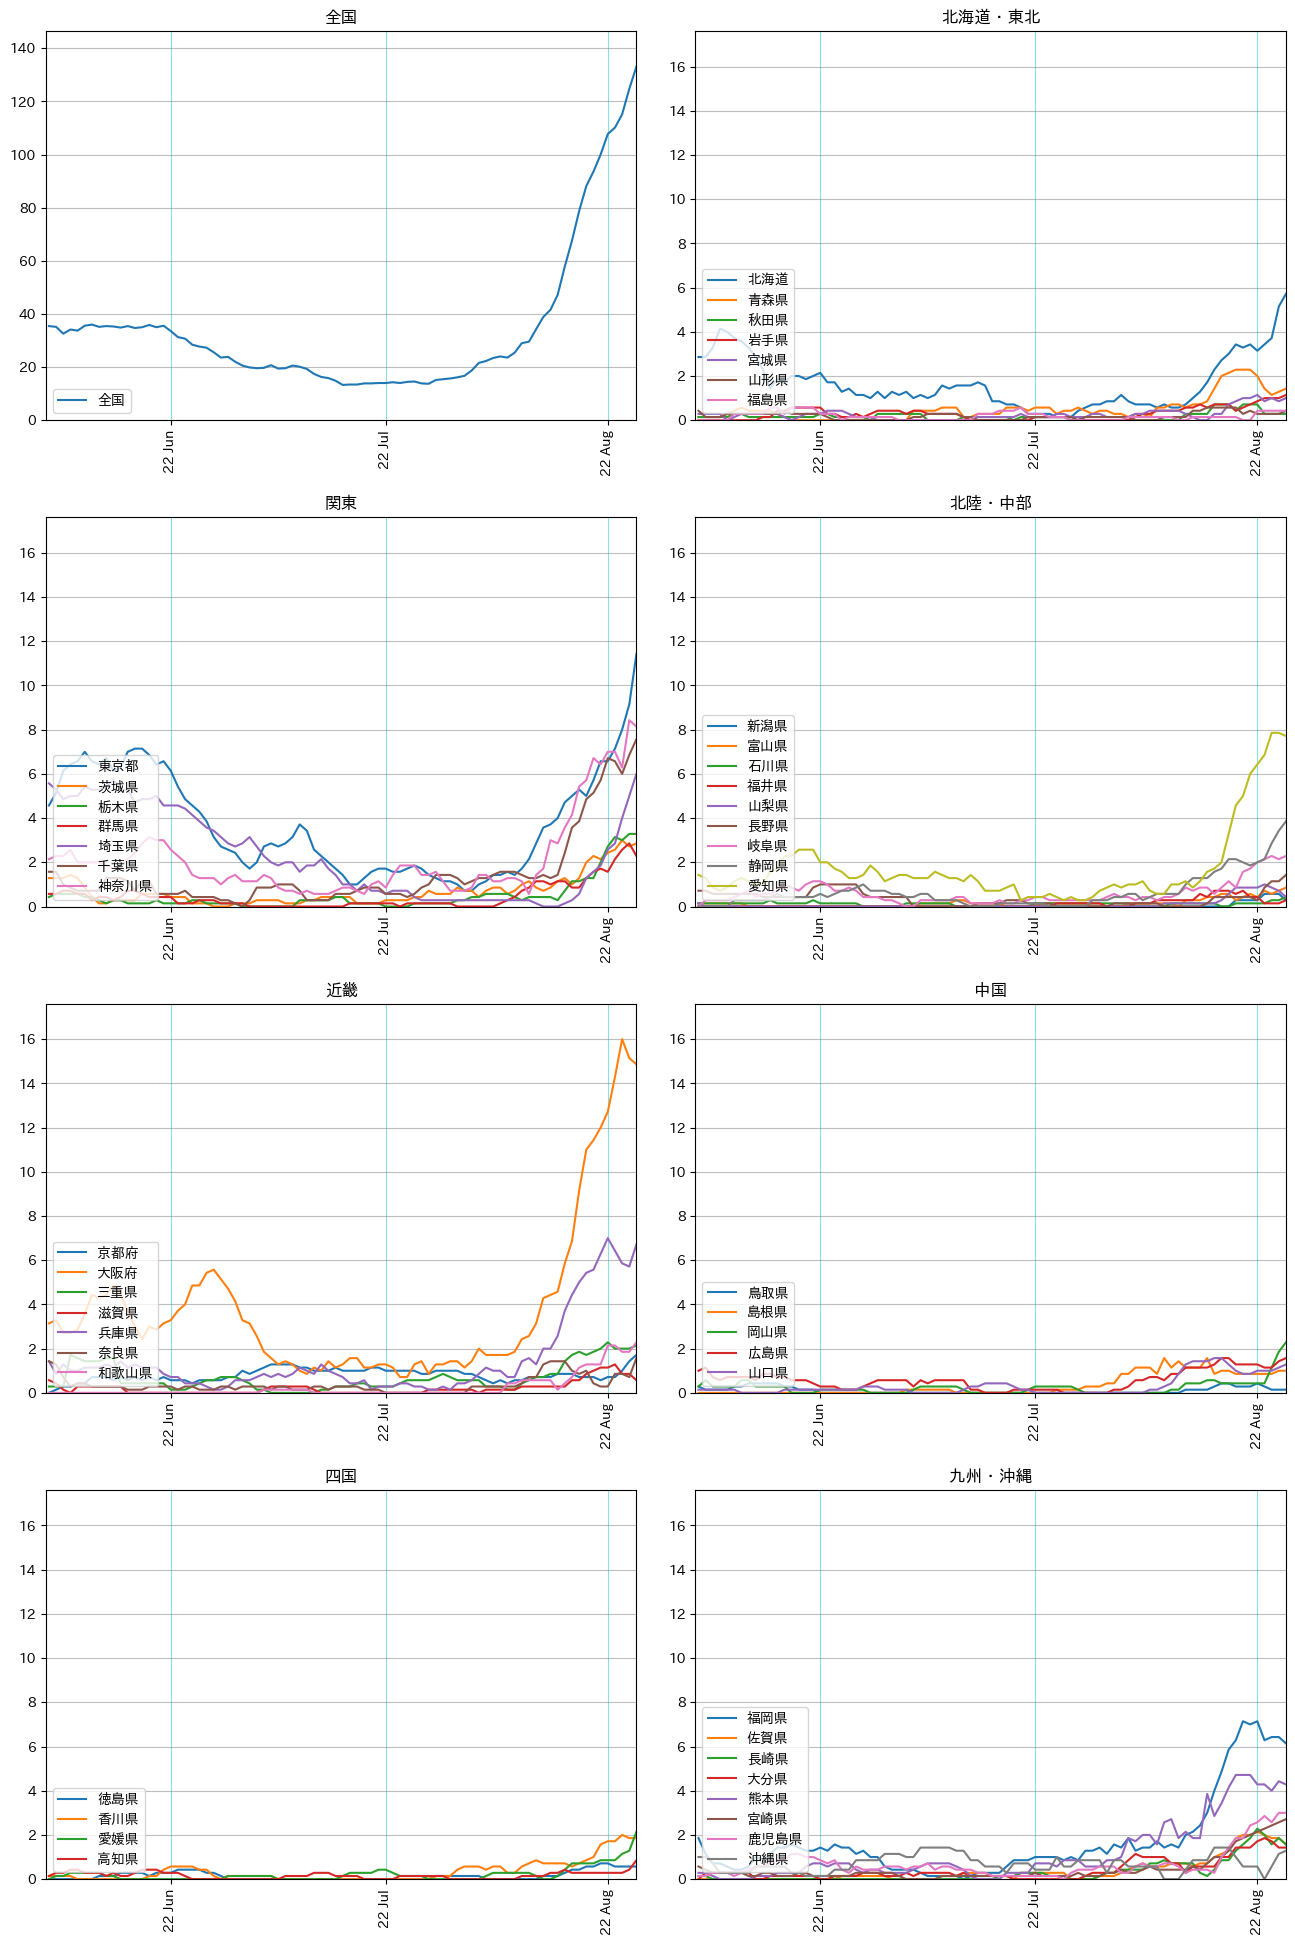 全国
140
120
100
80
60
40
20
0
全国
22 Jun
22 Jul
22 Aug
北海道・東北
16
14
12
10
8
6
4
2
0
北海道
青森県
秋田県
岩手県
宮城県
山形県
福島県
22 Jun
22 Jul
22 Aug
関東
16
14
12
10
8
6
4
2
0
東京都
茨城県
栃木県
群馬県
埼玉県
千葉県
神奈川県
22 Jun
22 Jul
22 Aug
北陸・中部
16
14
12
10
8
6
4
2
0
新潟県
富山県
石川県
福井県
山梨県
長野県
岐阜県
静岡県
愛知県
22 Jun
22 Jul
22 Aug
近畿
16
14
12
10
8
6
4
2
0
京都府
大阪府
三重県
滋賀県
兵庫県
奈良県
和歌山県
22 Jun
22 Jul
22 Aug
中国
16
14
12
10
8
6
4
2
0
鳥取県
島根県
岡山県
広島県
山口県
22 Jun
22 Jul
22 Aug
四国
16
14
12
10
8
6
4
2
0
徳島県
香川県
愛媛県
高知県
22 Jun
22 Jul
22 Aug
九州・沖縄
16
14
12
10
8
6
4
2
0
福岡県
佐賀県
長崎県
大分県
熊本県
宮崎県
鹿児島県
沖縄県
22 Jun
22 Jul
22 Aug